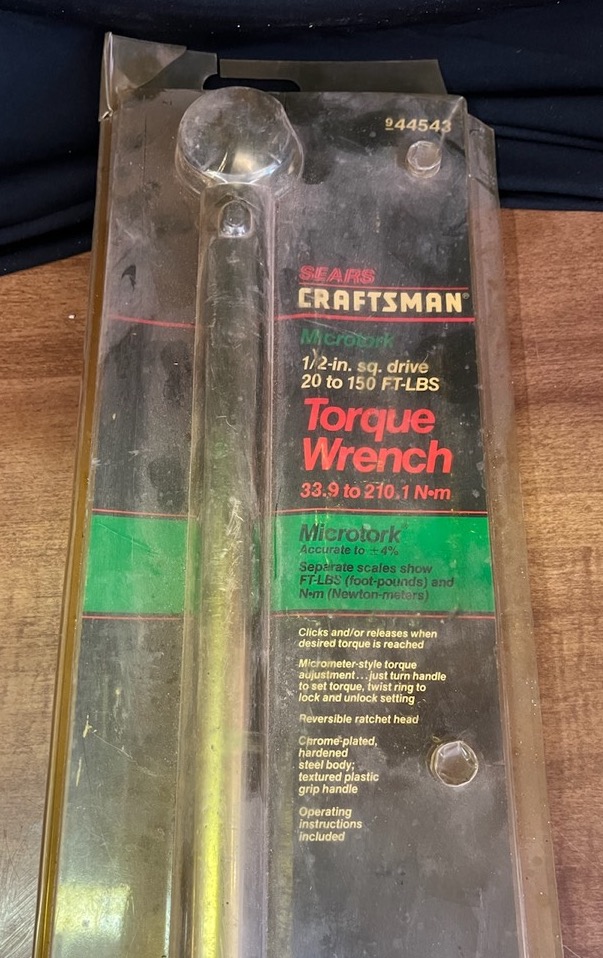 944543
SEARS
CRAFTSMAN®
Microtork
1/2-in. sq. drive
20 to 150 FT-LBS
Torque
Wrench
33.9 to 210.1 N•m
Microtork
Accurate to ±4%
Separate scales show
FT-LBS (foot-pounds) and
N•m (Newton-meters)
Clicks and/or releases when
desired torque is reached
Micrometer-style torque
adjustment...just turn handle
to set torque, twist ring to
lock and unlock setting
Reversible ratchet head
Chrome-plated,
hardened
steel body;
textured plastic
grip handle
Operating
instructions
included